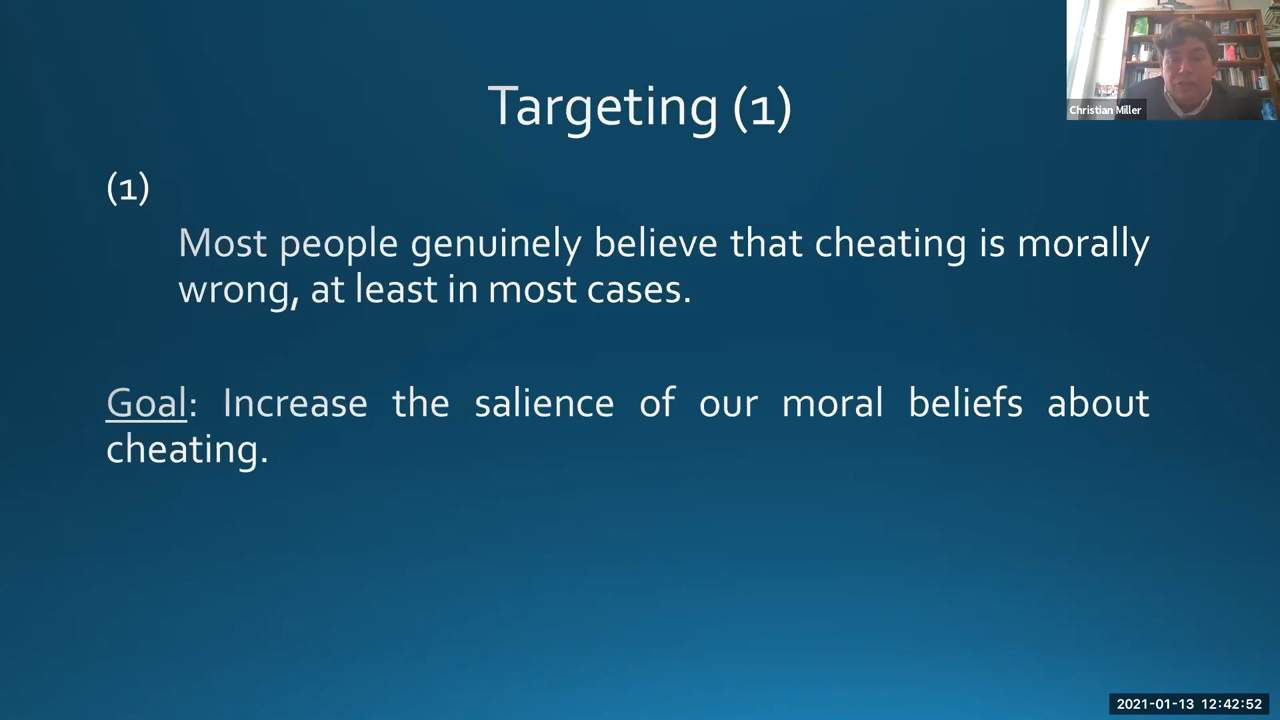 Targeting (1)
Christian Miller
(1)
Most people genuinely believe that cheating is morally
wrong, at least in most cases.
Goal: Increase the salience of our moral beliefs about
cheating.
2021-01-13 12:42:52